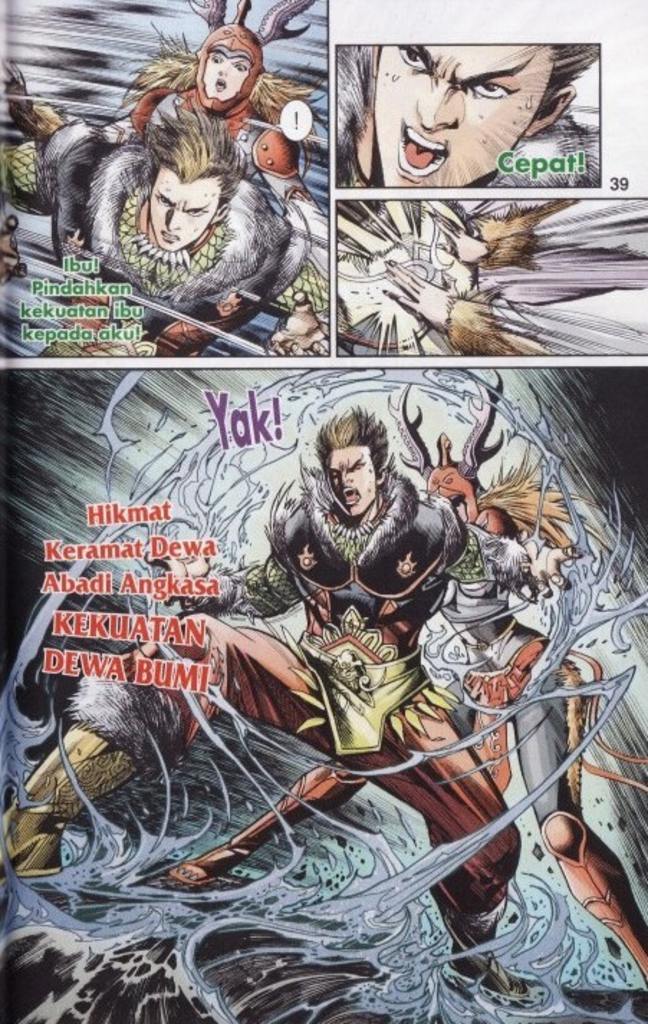 !
Ibu!
Pindahkan
kekuatan ibu
kepada aku!
Cepat!
39
Yak!
Hikmat
Keramat Dewa
Abadi Angkasa
KEKUATAN
DEWA BUMI